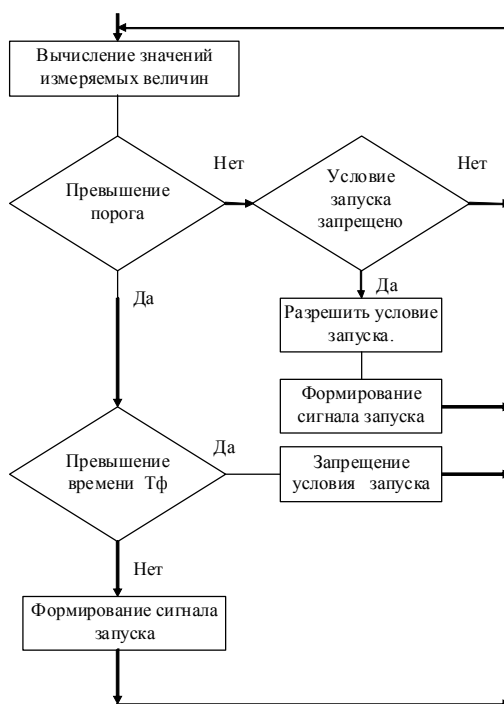 Вычисление значений
измеряемых величин
Превышение
порога
Нет
Условие
запуска
запрещено
Нет
Да
Да
Разрешить условие
запуска.
Формирование
сигнала запуска
Превышение
времени Тф
Да
Запрещение
условия запуска
Нет
Формирование сигнала
запуска